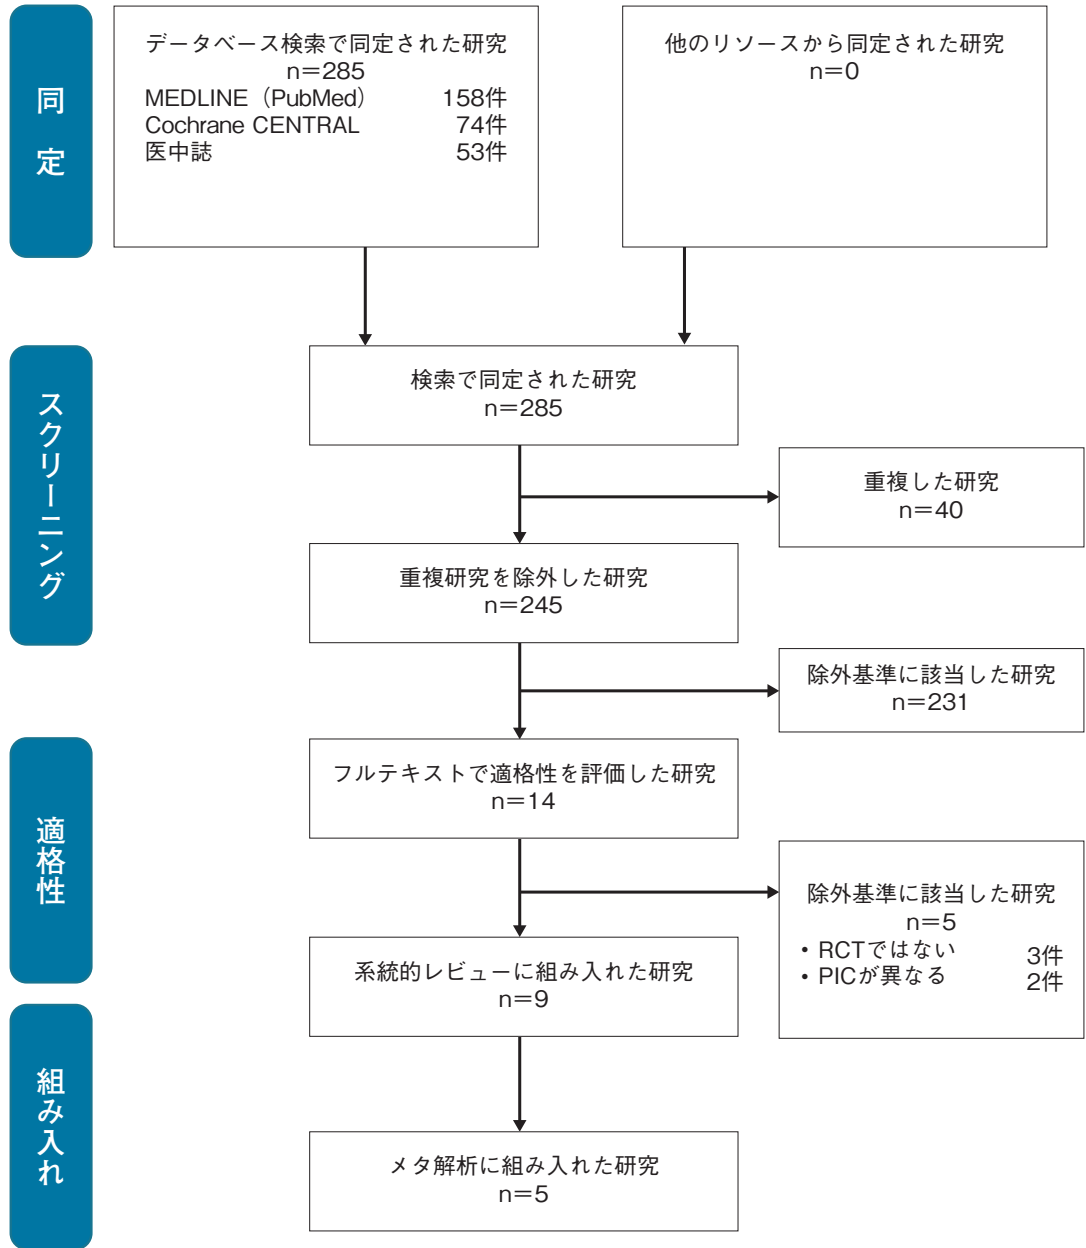 同定
データベース検索で同定された研究
n=285
MEDLINE（PubMed） 158件
Cochrane CENTRAL 74件
医中誌 53件
他のリソースから同定された研究
n=0
スクリーニング
検索で同定された研究
n=285
重複した研究
n=40
重複研究を除外した研究
n=245
除外基準に該当した研究
n=231
適格性
フルテキストで適格性を評価した研究
n=14
除外基準に該当した研究
n=5
・RCTではない 3件
・PICが異なる 2件
系統的レビューに組み入れた研究
n=9
組み入れ
メタ解析に組み入れた研究
n=5